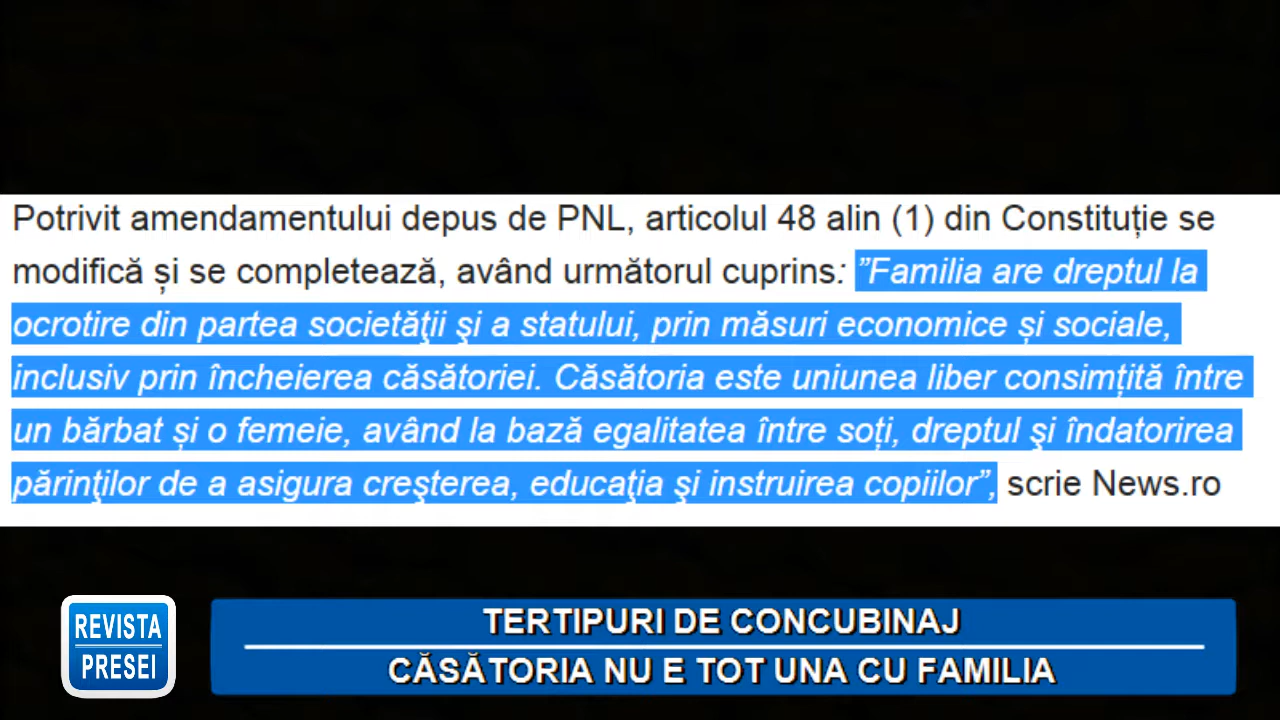 Potrivit amendamentului depus de PNL, articolul 48 alin (1) din Constituție se
modifică și se completează, având următorul cuprins: ”Familia are dreptul la
ocrotire din partea societăţii şi a statului, prin măsuri economice și sociale,
inclusiv prin încheierea căsătoriei. Căsătoria este uniunea liber consimțită între
un bărbat și o femeie, având la bază egalitatea între soți, dreptul şi îndatorirea
părinţilor de a asigura creşterea, educaţia şi instruirea copiilor”, scrie News.ro
REVISTA
PRESEI
TERTIPURI DE CONCUBINAJ
CĂSĂTORIA NU E TOT UNA CU FAMILIA